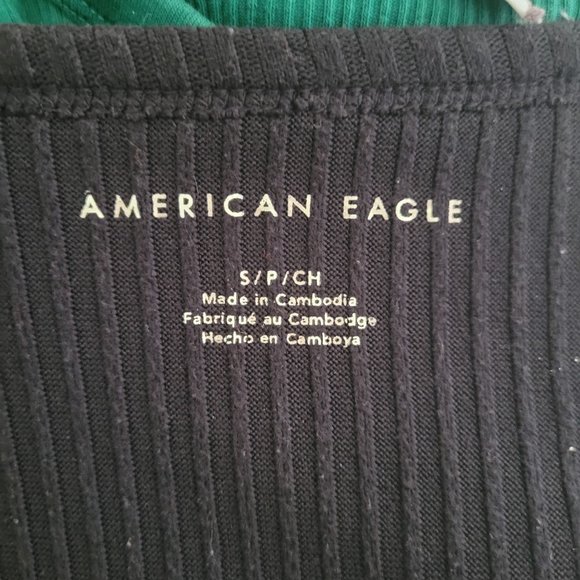 AMERICAN EAGLE
S/P/CH
Made in Cambodia
Fabriqué au Cambodge
Hecho en Camboya